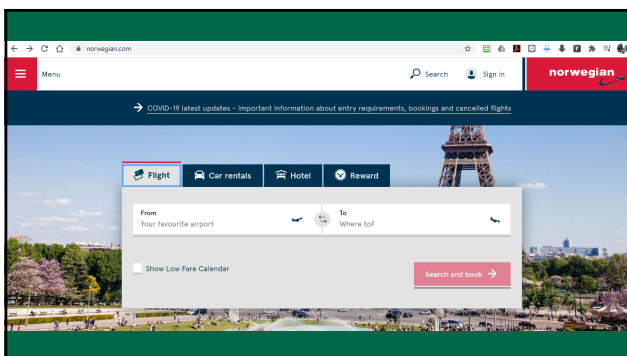 norwegian.com
Menu
Search
Sign in
norwegian
→ COVID-19 latest updates - important information about entry requirements, bookings and cancelled flights
Flight
Car rentals
Hotel
Reward
From
To
Your favourite airport
Where to?
Show Low Fare Calendar
Search and book →